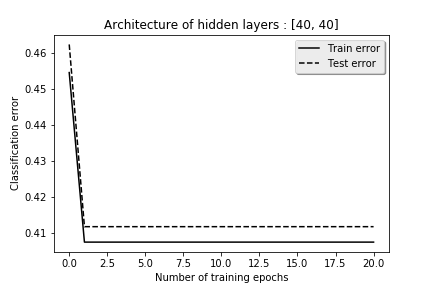 Architecture of hidden layers : [40, 40]
Train error
Test error
Classification error
0.46
0.45
0.44
0.43
0.42
0.41
0.0 2.5 5.0 7.5 10.0 12.5 15.0 17.5 20.0
Number of training epochs